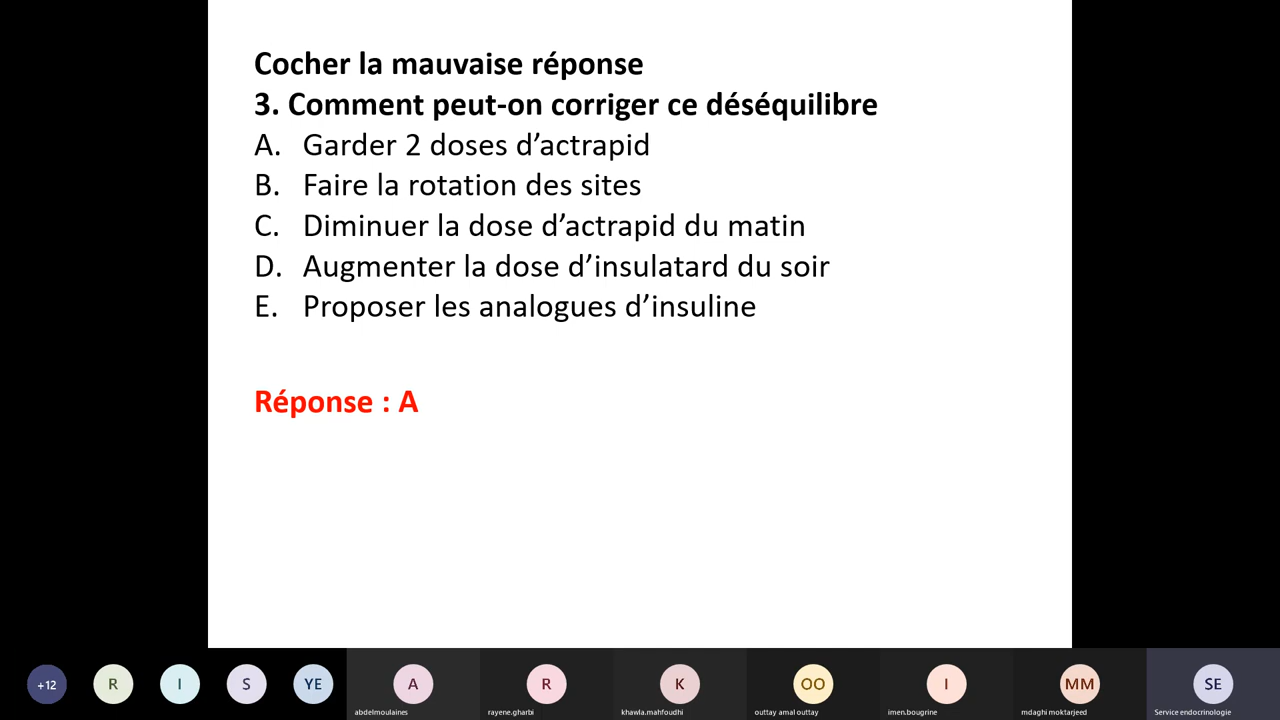 Cocher la mauvaise réponse
3. Comment peut-on corriger ce déséquilibre
A. Garder 2 doses d’actrapid
B. Faire la rotation des sites
C. Diminuer la dose d’actrapid du matin
D. Augmenter la dose d’insulatard du soir
E. Proposer les analogues d’insuline
Réponse : A
+12 R I S YE A R K OO I MM SE
abdelmoulaines rayene.gharbi khawla.mahfoudhi outtay amal outtay imen.bougrine mdaghi moktarjeed Service endocrinologie